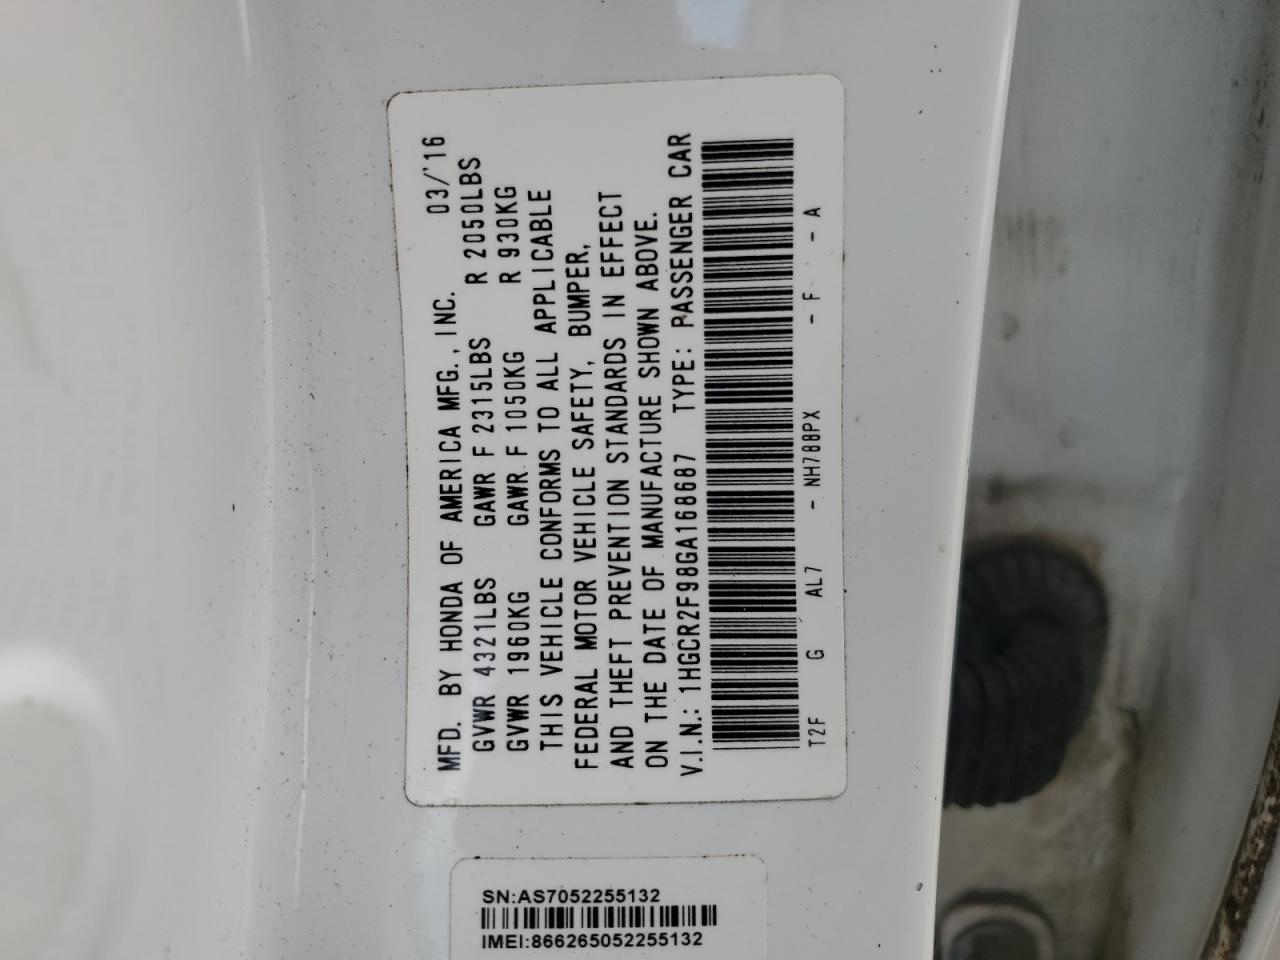 MFD. BY HONDA OF AMERICA MFG., INC. 03/'16
GVWR 4321LBS GAWR F 2315LBS R 2050LBS
GVWR 1960KG GAWR F 1050KG R 930KG
THIS VEHICLE CONFORMS TO ALL APPLICABLE
FEDERAL MOTOR VEHICLE SAFETY, BUMPER,
AND THEFT PREVENTION STANDARDS IN EFFECT
ON THE DATE OF MANUFACTURE SHOWN ABOVE.
V.I.N.: 1HGCR2F98GA168687 TYPE: PASSENGER CAR
T2F G AL7 - NH788PX - F - A
SN:AS7052255132
IMEI:866265052255132